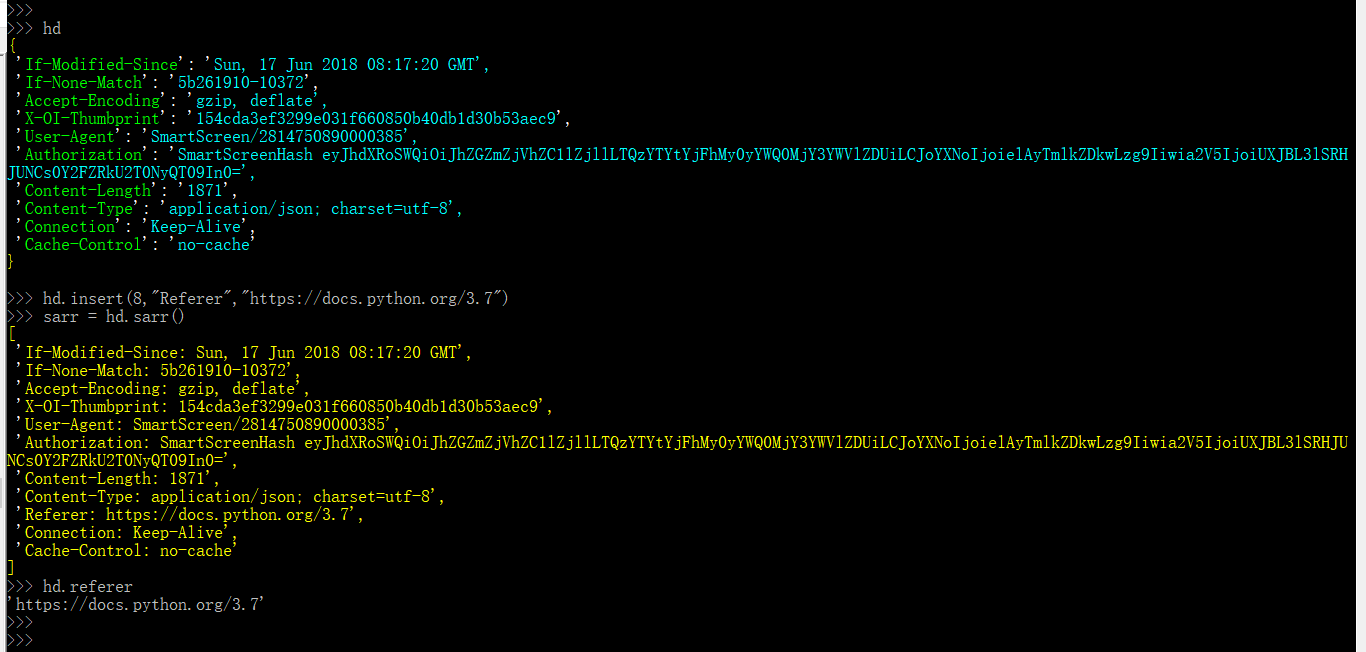 >>>
>>> hd
{
 'If-Modified-Since': 'Sun, 17 Jun 2018 08:17:20 GMT',
 'If-None-Match': '5b261910-10372',
 'Accept-Encoding': 'gzip, deflate',
 'X-OI-Thumbprint': '154cda3ef3299e031f660850b40db1d30b53aec9',
 'User-Agent': 'SmartScreen/2814750890000385',
 'Authorization': 'SmartScreenHash eyJhdXRoSWQiOiJhZGZmZjVhZC1lZjllLTQzYTYtYjFhMy0yYWQ0MjY3YWVlZDUiLCJoYXNoIjoielAyTmlkZDkwLzg9Iiwia2V5IjoiUXJBL3lSRH
JUNCs0Y2FZRkU2T0NyQT09In0=',
 'Content-Length': '1871',
 'Content-Type': 'application/json; charset=utf-8',
 'Connection': 'Keep-Alive',
 'Cache-Control': 'no-cache'
}
>>> hd.insert(8,"Referer","https://docs.python.org/3.7")
>>> sarr = hd.sarr()
[
 'If-Modified-Since: Sun, 17 Jun 2018 08:17:20 GMT',
 'If-None-Match: 5b261910-10372',
 'Accept-Encoding: gzip, deflate',
 'X-OI-Thumbprint: 154cda3ef3299e031f660850b40db1d30b53aec9',
 'User-Agent: SmartScreen/2814750890000385',
 'Authorization: SmartScreenHash eyJhdXRoSWQiOiJhZGZmZjVhZC1lZjllLTQzYTYtYjFhMy0yYWQ0MjY3YWVlZDUiLCJoYXNoIjoielAyTmlkZDkwLzg9Iiwia2V5IjoiUXJBL3lSRHJU
NCs0Y2FZRkU2T0NyQT09In0=',
 'Content-Length: 1871',
 'Content-Type: application/json; charset=utf-8',
 'Referer: https://docs.python.org/3.7',
 'Connection: Keep-Alive',
 'Cache-Control: no-cache'
]
>>> hd.referer
'https://docs.python.org/3.7'
>>>
>>>